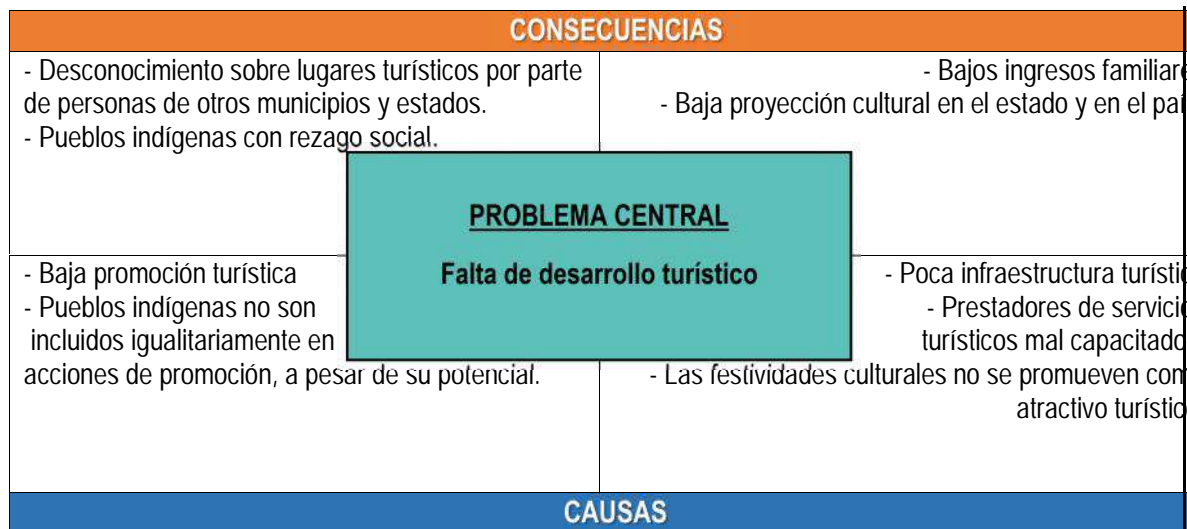 CONSECUENCIAS
- Desconocimiento sobre lugares turísticos por parte
de personas de otros municipios y estados.
- Pueblos indígenas con rezago social.
- Bajos ingresos familiare
- Baja proyección cultural en el estado y en el paí
PROBLEMA CENTRAL
Falta de desarrollo turístico
- Baja promoción turística
- Pueblos indígenas no son
incluidos igualitariamente en
acciones de promoción, a pesar de su potencial.
- Poca infraestructura turístic
- Prestadores de servicio
turísticos mal capacitado
- Las festividades culturales no se promueven com
atractivo turístic
CAUSAS